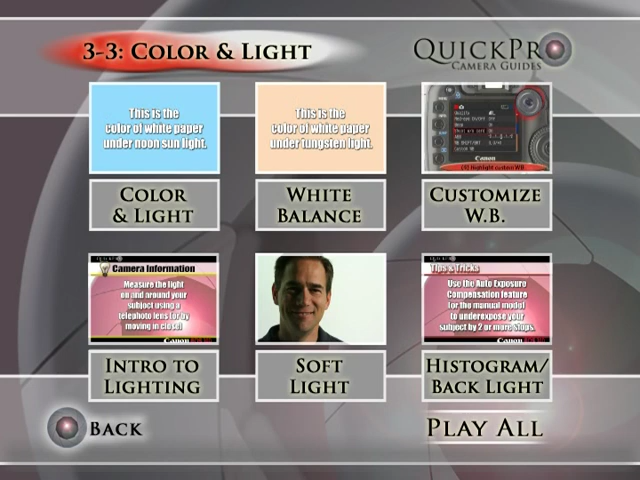 3-3: Color & Light
QuickPro
Camera Guides
This is the
color of white paper
under noon sun light.
This is the
color of white paper
under tungsten light.
Canon
Color
& Light
White
Balance
Customize
W.B.
Camera Information
Measure the light
on and around your
subject using a
telephoto lens (or by
moving in close)
Canon
Tips & Tricks
Use the Auto Exposure
Compensation feature
(or the manual mode)
to underexpose your
subject by 2 or more stops.
Canon
Intro to
Lighting
Soft
Light
Histogram/
Back Light
Back
Play All